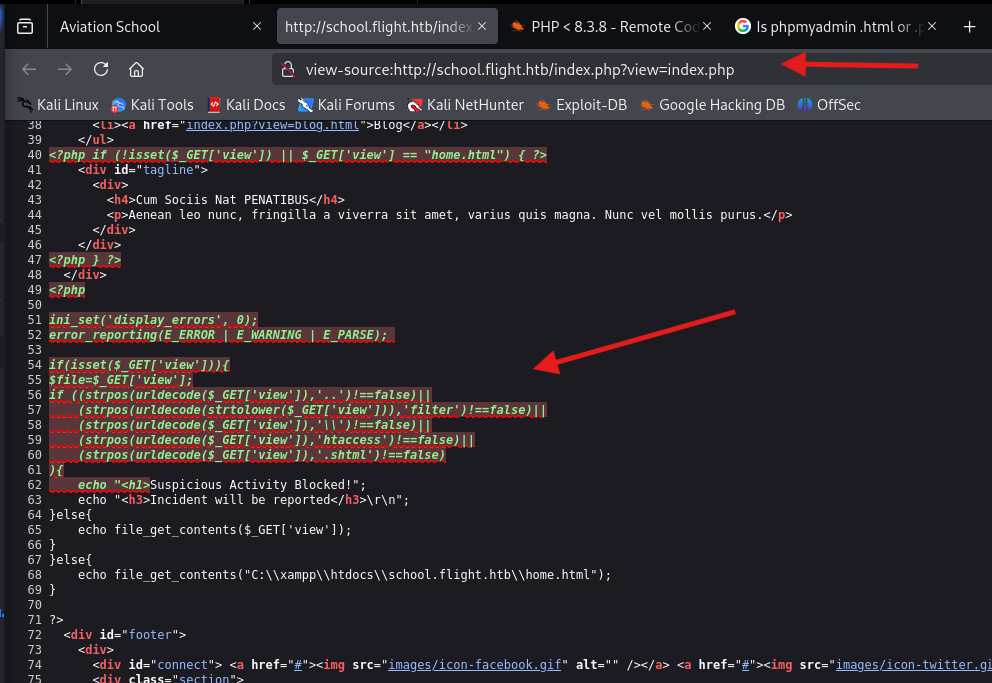 Aviation School
http://school.flight.htb/index
PHP < 8.3.8 - Remote Cod
Is phpmyadmin .html or .p
view-source:http://school.flight.htb/index.php?view=index.php
Kali Linux Kali Tools Kali Docs Kali Forums Kali NetHunter Exploit-DB Google Hacking DB OffSec
38 <li><a href="index.php?view=blog.html">Blog</a></li>
39 </ul>
40 <?php if (!isset($_GET['view']) || $_GET['view'] == "home.html") { ?>
41 <div id="tagline">
42 <div>
43 <h4>Cum Sociis Nat PENATIBUS</h4>
44 <p>Aenean leo nunc, fringilla a viverra sit amet, varius quis magna. Nunc vel mollis purus.</p>
45 </div>
46 </div>
47 <?php } ?>
48 </div>
49 <?php
50
51 ini_set('display_errors', 0);
52 error_reporting(E_ERROR | E_WARNING | E_PARSE);
53
54 if(isset($_GET['view'])){
55 $file=$_GET['view'];
56 if ((strpos(urldecode($_GET['view']),'..')!==false)||
57 (strpos(urldecode(strtolower($_GET['view'])),'filter')!==false)||
58 (strpos(urldecode($_GET['view']),'\\')!==false)||
59 (strpos(urldecode($_GET['view']),'htaccess')!==false)||
60 (strpos(urldecode($_GET['view']),'.shtml')!==false)
61 ){
62 echo "<h1>Suspicious Activity Blocked!";
63 echo "<h3>Incident will be reported</h3>\r\n";
64 }else{
65 echo file_get_contents($_GET['view']);
66 }
67 }else{
68 echo file_get_contents("C:\\xampp\\htdocs\\school.flight.htb\\home.html");
69 }
70
71 ?>
72 <div id="footer">
73 <div>
74 <div id="connect"> <a href="#"><img src="images/icon-facebook.gif" alt="" /></a> <a href="#"><img src="images/icon-twitter.gi
75 <div class="section">